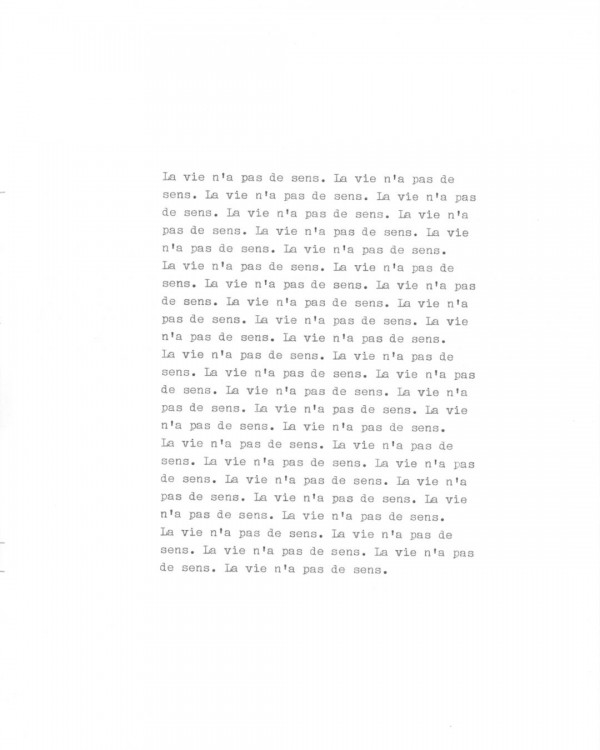 La vie n'a pas de sens. La vie n'a pas de
sens. La vie n'a pas de sens. La vie n'a pas
de sens. La vie n'a pas de sens. La vie n'a
pas de sens. La vie n'a pas de sens. La vie
n'a pas de sens. La vie n'a pas de sens.
La vie n'a pas de sens. La vie n'a pas de
sens. La vie n'a pas de sens. La vie n'a pas
de sens. La vie n'a pas de sens. La vie n'a
pas de sens. La vie n'a pas de sens. La vie
n'a pas de sens. La vie n'a pas de sens.
La vie n'a pas de sens. La vie n'a pas de
sens. La vie n'a pas de sens. La vie n'a pas
de sens. La vie n'a pas de sens. La vie n'a
pas de sens. La vie n'a pas de sens. La vie
n'a pas de sens. La vie n'a pas de sens.
La vie n'a pas de sens. La vie n'a pas de
sens. La vie n'a pas de sens. La vie n'a pas
de sens. La vie n'a pas de sens. La vie n'a
pas de sens. La vie n'a pas de sens. La vie
n'a pas de sens. La vie n'a pas de sens.
La vie n'a pas de sens. La vie n'a pas de
sens. La vie n'a pas de sens. La vie n'a pas
de sens. La vie n'a pas de sens.